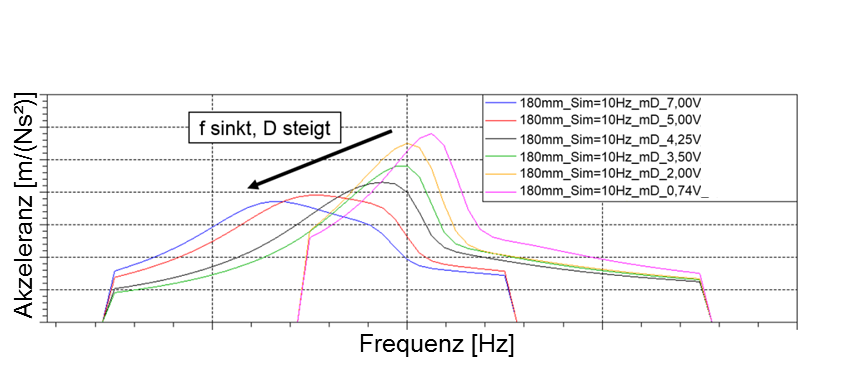 f sinkt, D steigt
180mm_Sim=10Hz_mD_7,00V
180mm_Sim=10Hz_mD_5,00V
180mm_Sim=10Hz_mD_4,25V
180mm_Sim=10Hz_mD_3,50V
180mm_Sim=10Hz_mD_2,00V
180mm_Sim=10Hz_mD_0,74V_
Akzeleranz [m/(Ns²)]
Frequenz [Hz]